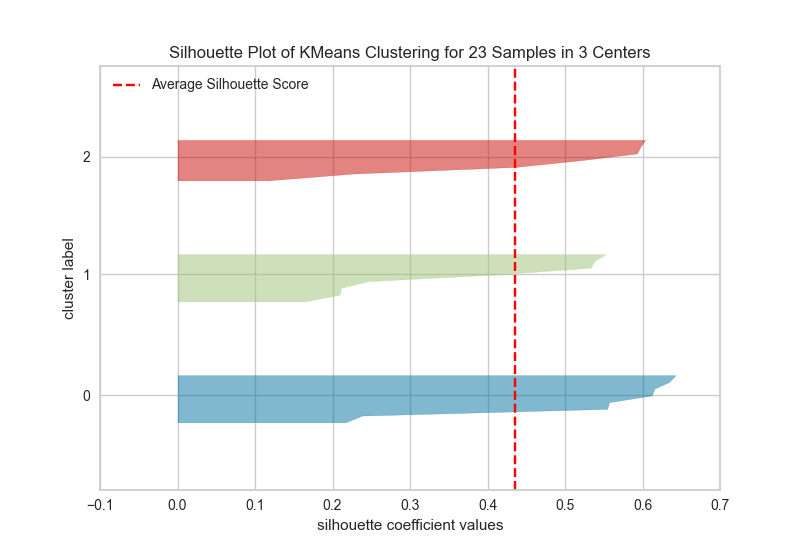 Silhouette Plot of KMeans Clustering for 23 Samples in 3 Centers
Average Silhouette Score
2
1
0
cluster label
−0.1 0.0 0.1 0.2 0.3 0.4 0.5 0.6 0.7
silhouette coefficient values